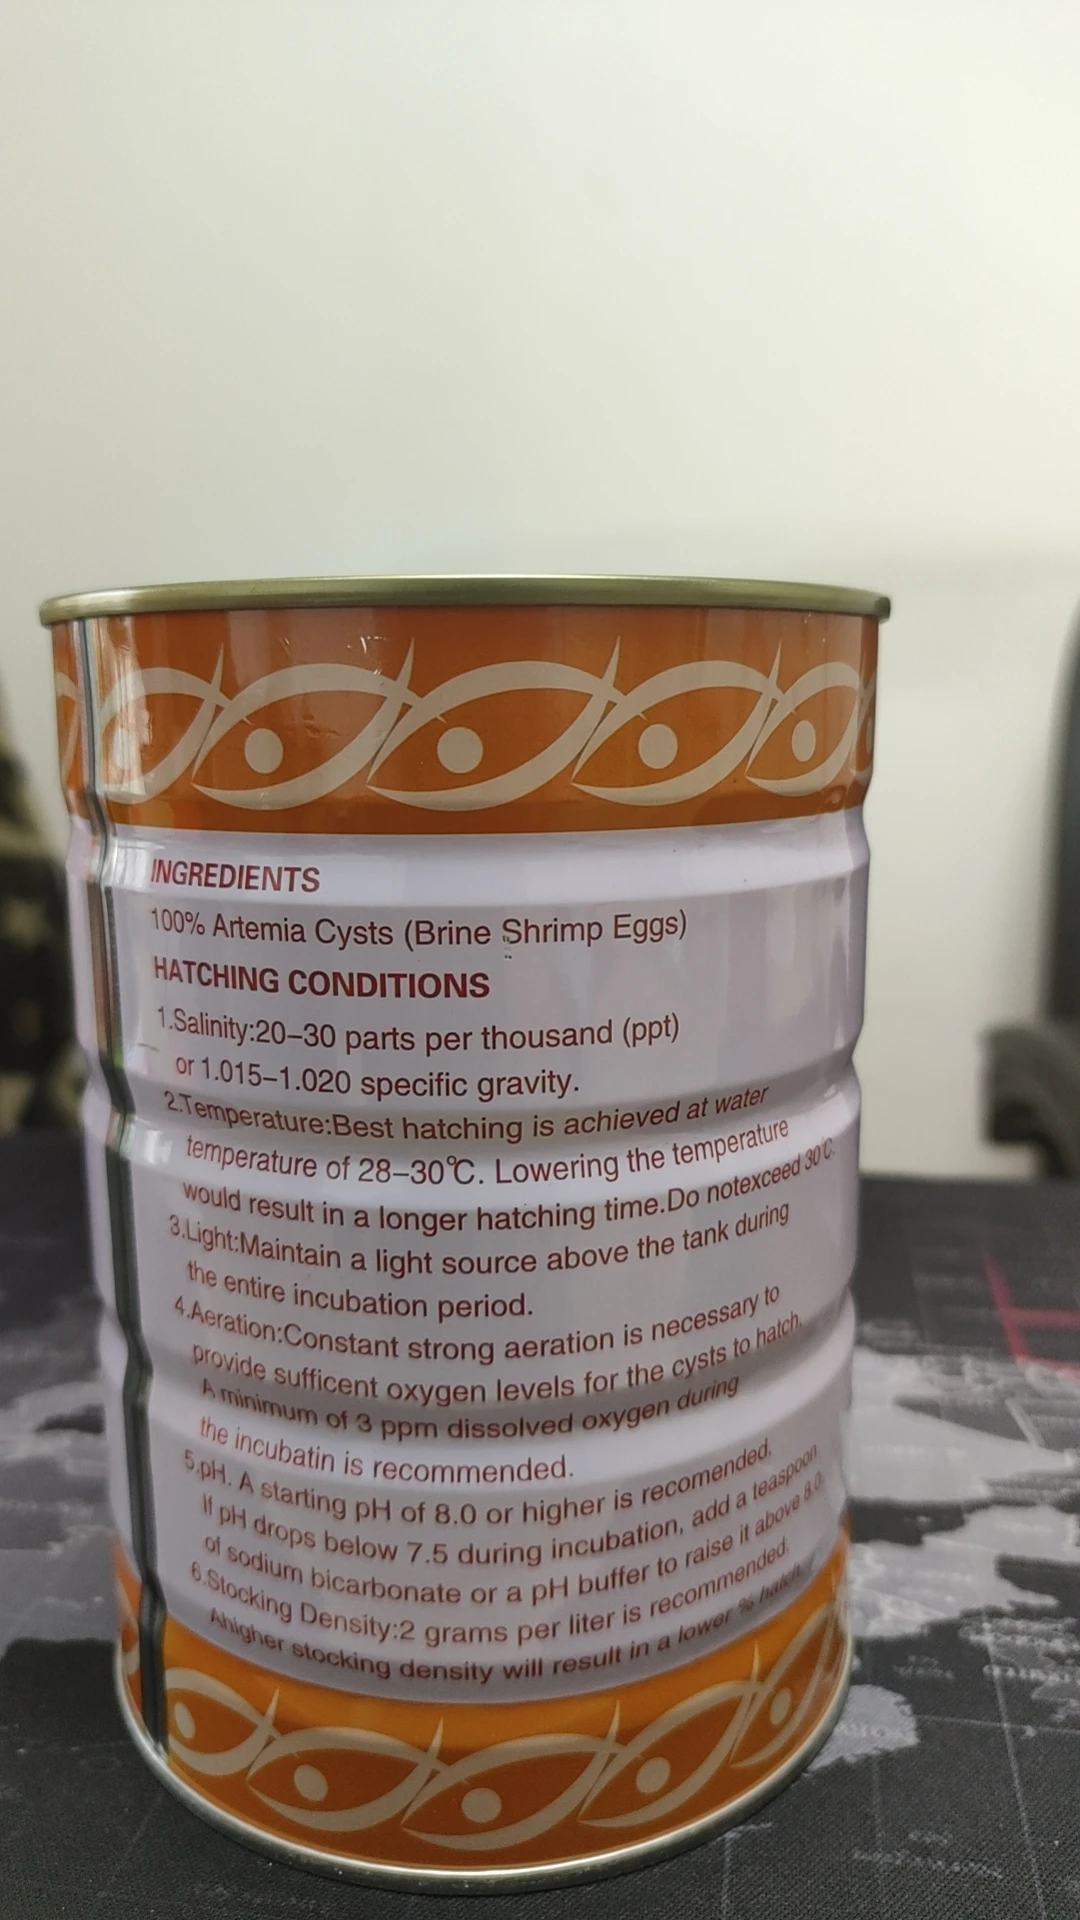 INGREDIENTS
100% Artemia Cysts (Brine Shrimp Eggs)
HATCHING CONDITIONS
1.Salinity:20–30 parts per thousand (ppt)
or 1.015–1.020 specific gravity.
2.Temperature:Best hatching is achieved at water
temperature of 28–30℃. Lowering the temperature
would result in a longer hatching time.Do notexceed 30℃.
3.Light:Maintain a light source above the tank during
the entire incubation period.
4.Aeration:Constant strong aeration is necessary to
provide sufficent oxygen levels for the cysts to hatch.
A minimum of 3 ppm dissolved oxygen during
the incubatin is recommended.
5.pH. A starting pH of 8.0 or higher is recomended.
If pH drops below 7.5 during incubation, add a teaspoon
of sodium bicarbonate or a pH buffer to raise it above 8.0.
6.Stocking Density:2 grams per liter is recommended.
Ahigher stocking density will result in a lower % hatch.